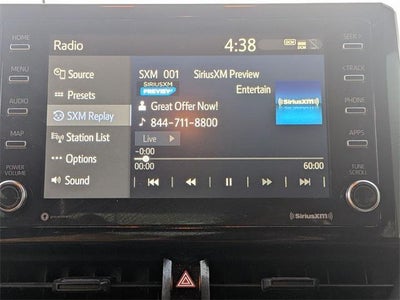 HOME
MENU
AUDIO
MAP
POWER
VOLUME
Radio
4:38
DCM
Source
Presets
SXM Replay
Station List
Options
Sound
SXM 001 SiriusXM Preview
SIRIUSXM
PREVIEW
Entertain
Great Offer Now!
844-711-8800
SiriusXM
Live
−0:00
00:00
60:00
SiriusXM
SEEK >
< TRACK
PHONE
APPS
TUNE
SCROLL